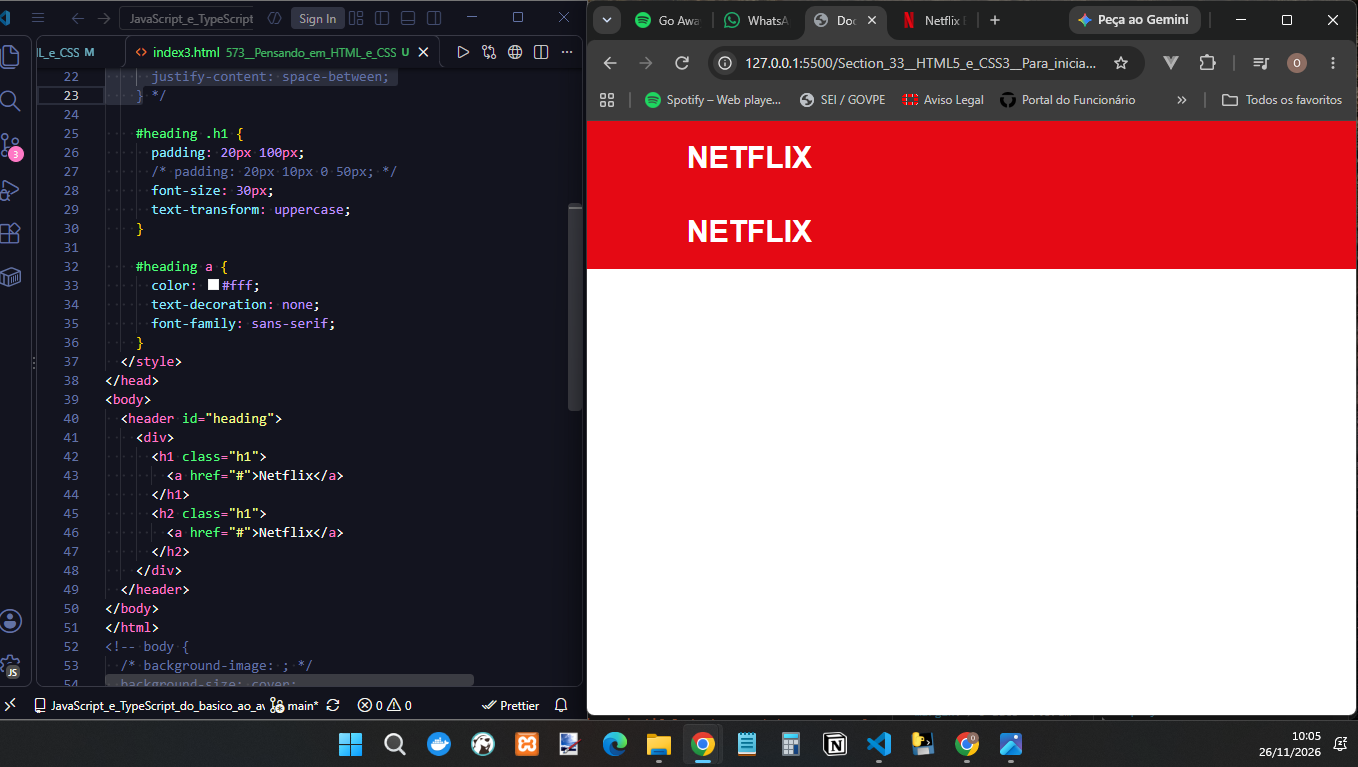 JavaScript_e_TypeScript
Sign In
L_e_CSS M
index3.html 573__Pensando_em_HTML_e_CSS U
22 justify-content: space-between;
23 } */
24
25 #heading .h1 {
26 padding: 20px 100px;
27 /* padding: 20px 10px 0 50px; */
28 font-size: 30px;
29 text-transform: uppercase;
30 }
31
32 #heading a {
33 color: #fff;
34 text-decoration: none;
35 font-family: sans-serif;
36 }
37 </style>
38 </head>
39 <body>
40 <header id="heading">
41 <div>
42 <h1 class="h1">
43 <a href="#">Netflix</a>
44 </h1>
45 <h2 class="h1">
46 <a href="#">Netflix</a>
47 </h2>
48 </div>
49 </header>
50 </body>
51 </html>
52 <!-- body {
53 /* background-image: ; */
54 background-size: cover;
3
JS
JavaScript_e_TypeScript_do_basico_ao_av main* 0 0 Prettier
Go Awa
WhatsA
Doc
Netflix
Peça ao Gemini
127.0.0.1:5500/Section_33__HTML5_e_CSS3__Para_inicia...
O
Spotify – Web playe...
SEI / GOVPE
Aviso Legal
Portal do Funcionário
»
Todos os favoritos
NETFLIX
NETFLIX
10:05
26/11/2026